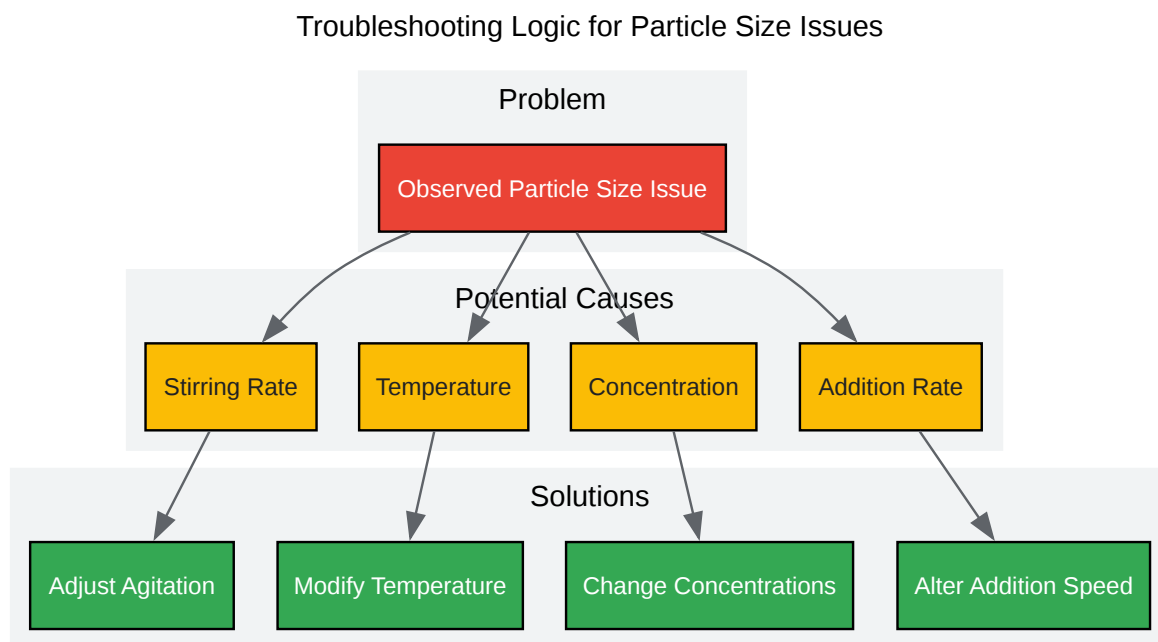 Troubleshooting Logic for Particle Size Issues
Problem
Observed Particle Size Issue
Potential Causes
Stirring Rate
Temperature
Concentration
Addition Rate
Solutions
Adjust Agitation
Modify Temperature
Change Concentrations
Alter Addition Speed